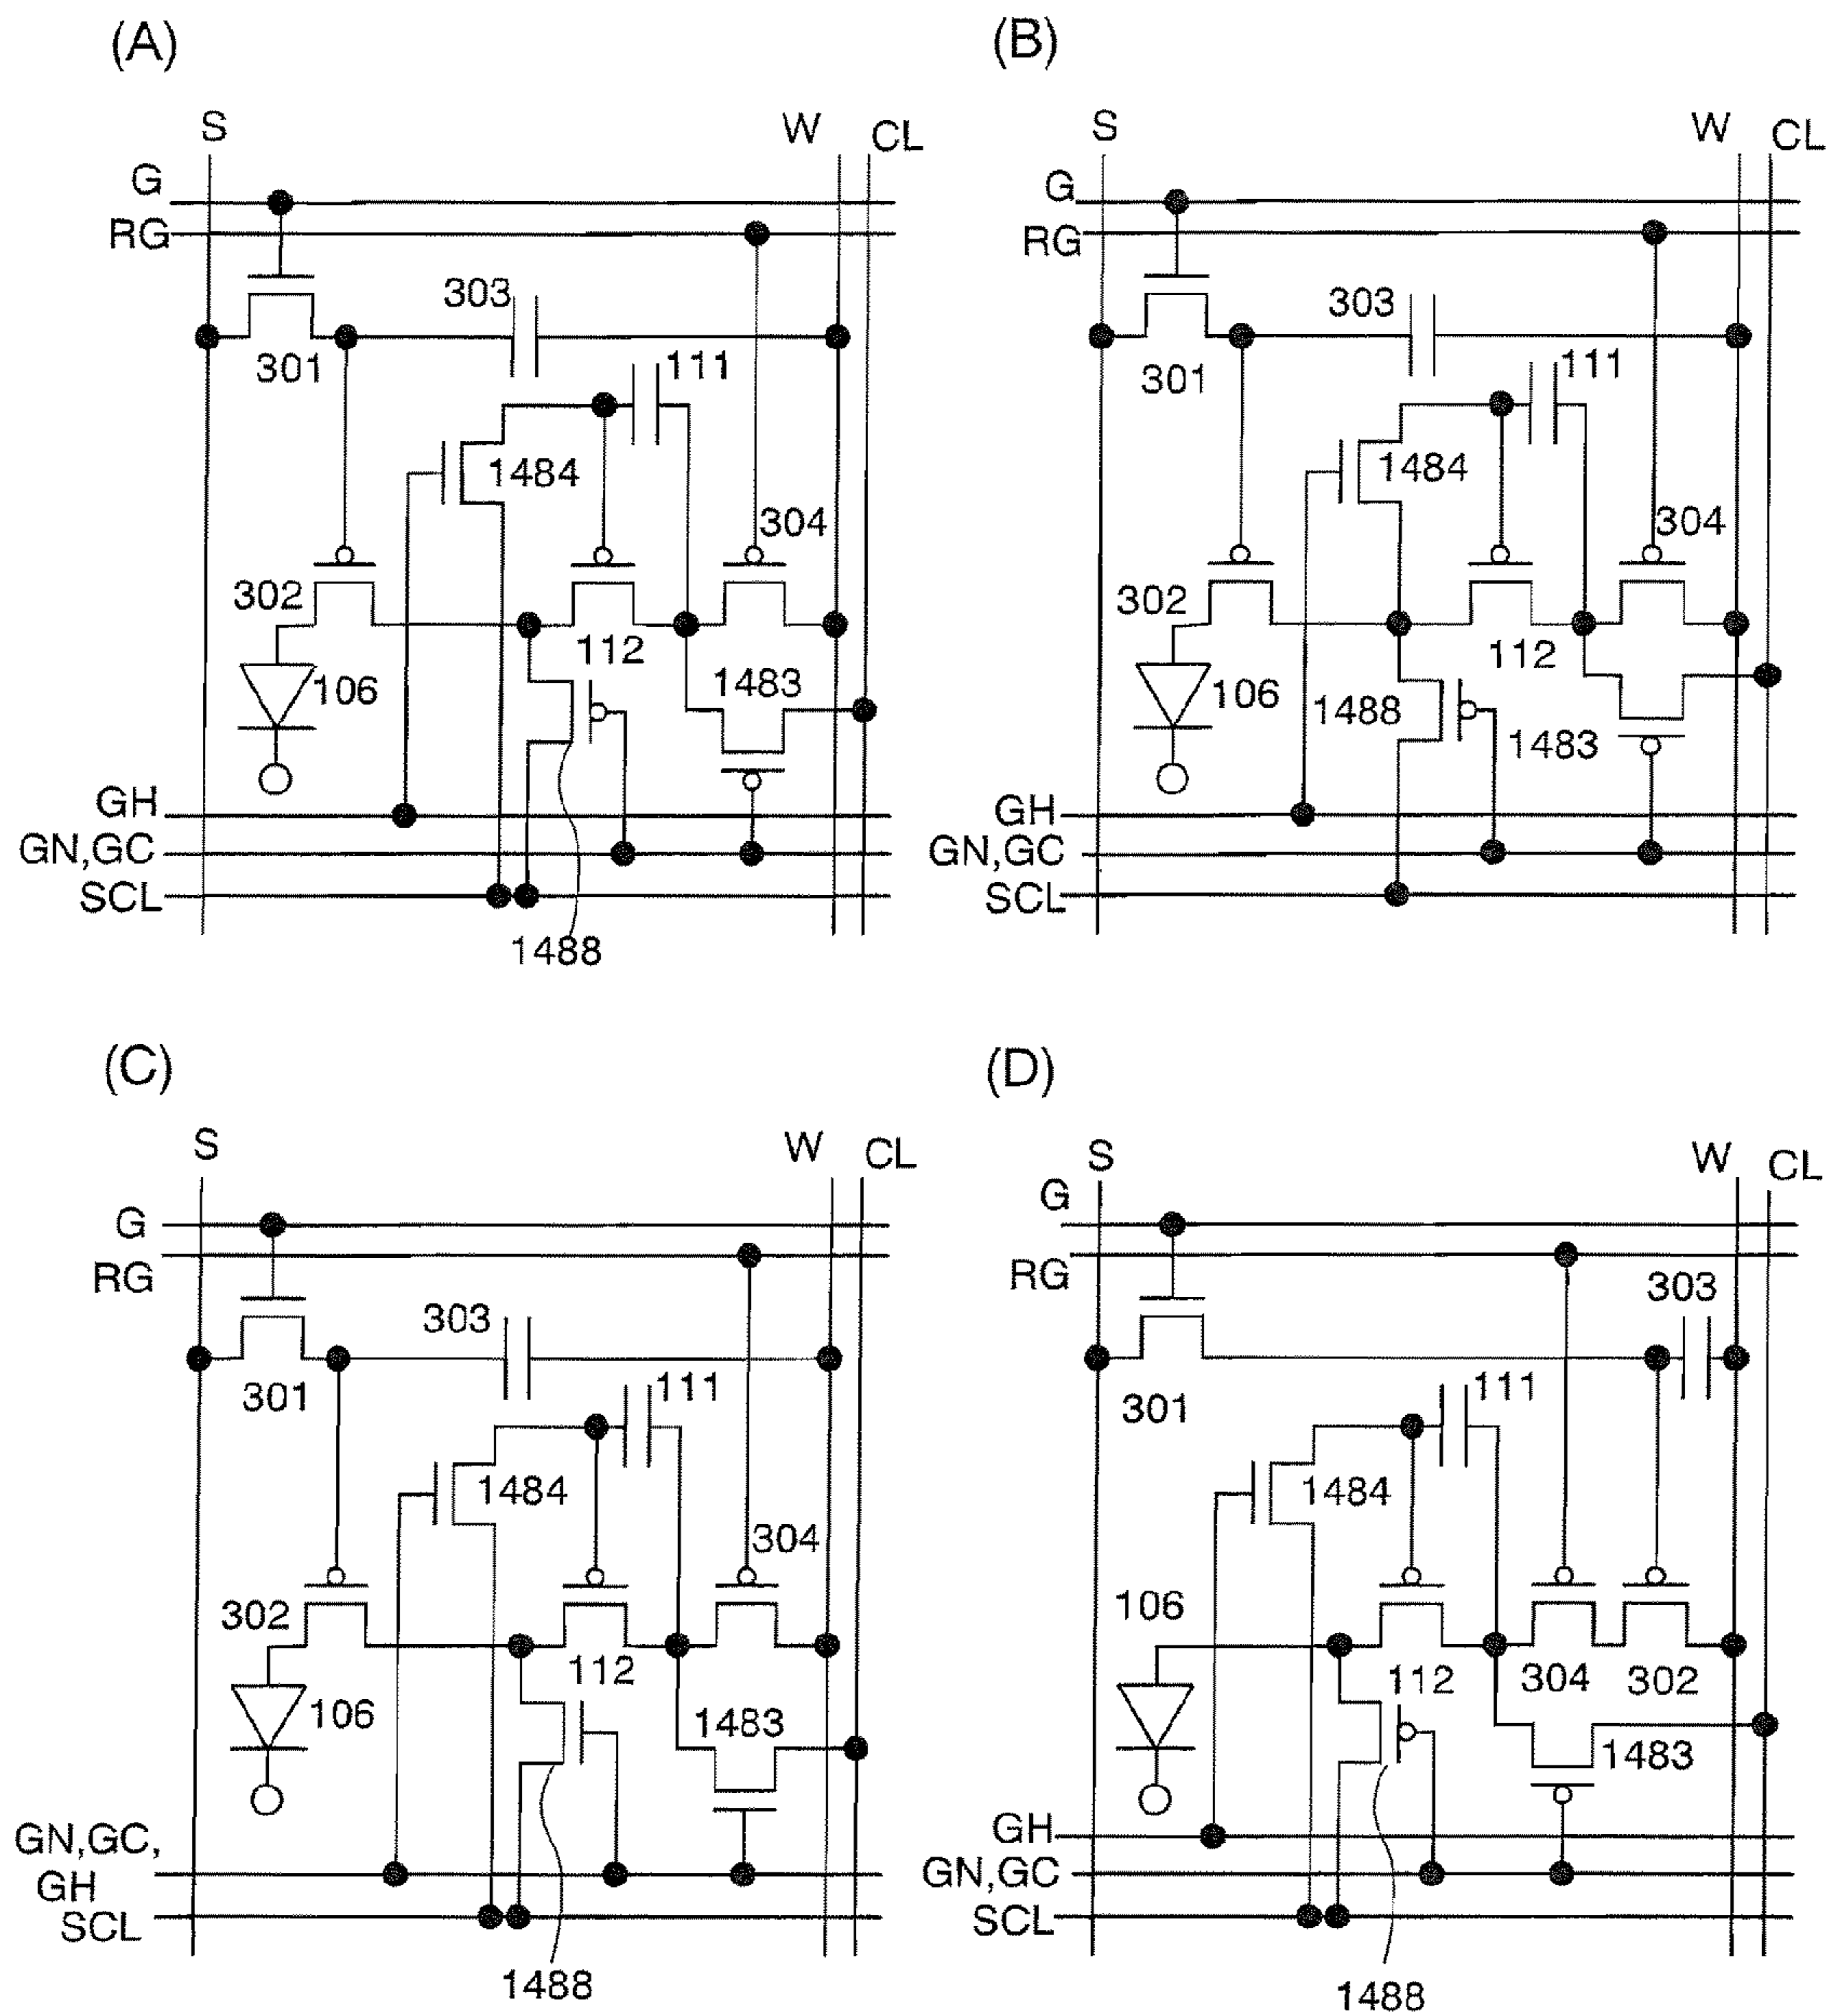 (A)
S
W
CL
G
RG
303
301
111
1484
304
302
112
106
1483
GH
GN,GC
SCL
1488
(B)
S
W
CL
G
RG
303
301
111
1484
304
302
112
106
1488
1483
GH
GN,GC
SCL
(C)
S
W
CL
G
RG
303
301
111
1484
304
302
112
106
1483
GN,GC,
GH
SCL
1488
(D)
S
W
CL
G
RG
303
301
111
1484
106
112
304
302
1483
GH
GN,GC
SCL
1488